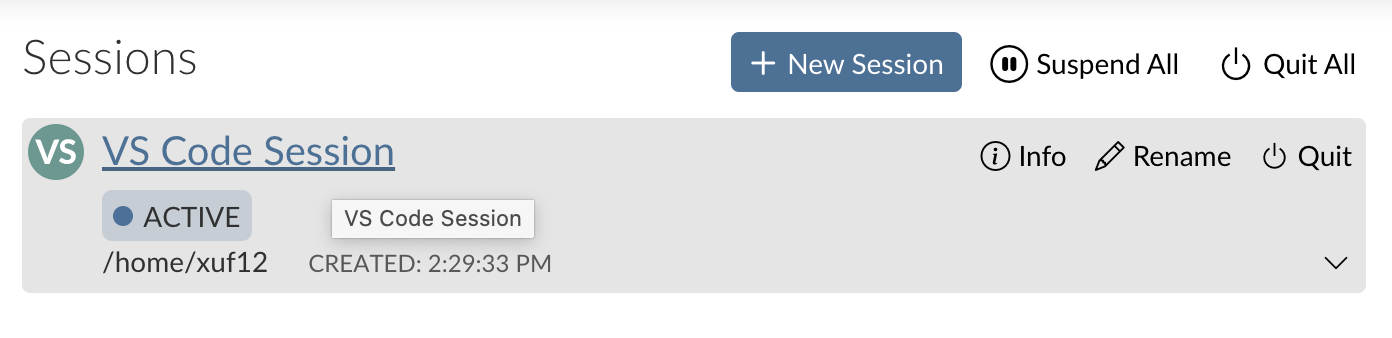 Sessions
New Session
Suspend All
Quit All
VS
VS Code Session
Info
Rename
Quit
ACTIVE
VS Code Session
/home/xuf12
CREATED: 2:29:33 PM